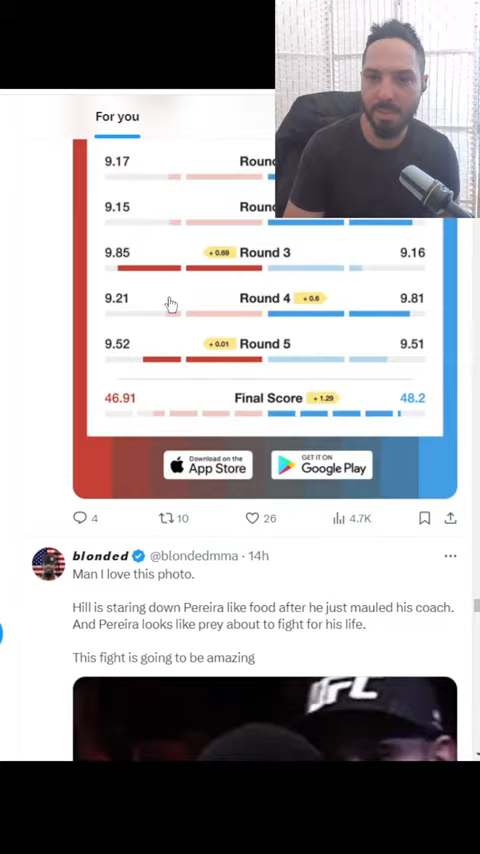 For you
9.17 Round
9.15 Round
9.85 + 0.69 Round 3 9.16
9.21 Round 4 + 0.6 9.81
9.52 + 0.01 Round 5 9.51
46.91 Final Score + 1.29 48.2
Download on the
App Store
GET IT ON
Google Play
4 10 26 4.7K
blonded @blondedmma · 14h
Man I love this photo.
Hill is staring down Pereira like food after he just mauled his coach.
And Pereira looks like prey about to fight for his life.
This fight is going to be amazing
UFC